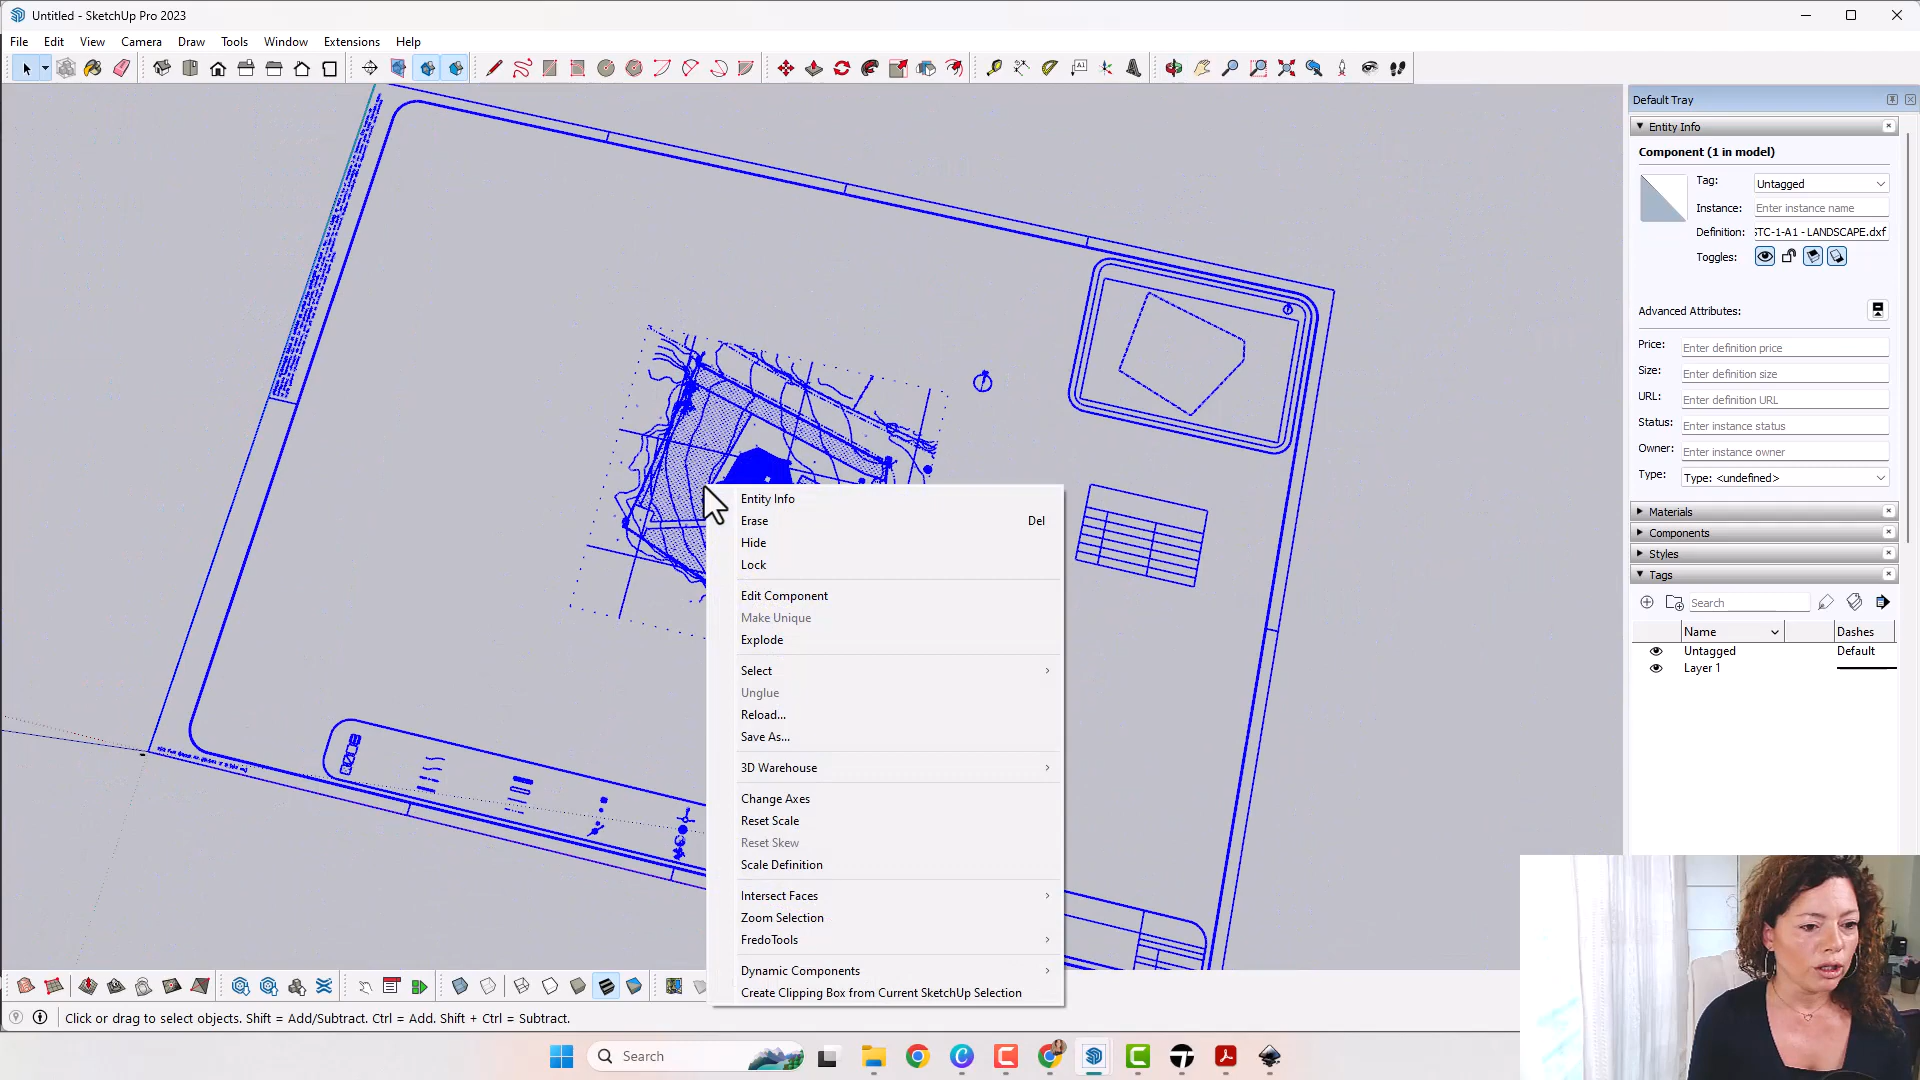 Untitled - SketchUp Pro 2023
File Edit View Camera Draw Tools Window Extensions Help
Default Tray
Entity Info
Component (1 in model)
Tag: Untagged
Instance: Enter instance name
Definition: STC-1-A1 - LANDSCAPE.dxf
Toggles:
Advanced Attributes:
Price: Enter definition price
Size: Enter definition size
URL: Enter definition URL
Status: Enter instance status
Owner: Enter instance owner
Type: Type: <undefined>
Materials
Components
Styles
Tags
Search
Name Dashes
Untagged Default
Layer 1
Entity Info
Erase Del
Hide
Lock
Edit Component
Make Unique
Explode
Select
Unglue
Reload...
Save As...
3D Warehouse
Change Axes
Reset Scale
Reset Skew
Scale Definition
Intersect Faces
Zoom Selection
FredoTools
Dynamic Components
Create Clipping Box from Current SketchUp Selection
Click or drag to select objects. Shift = Add/Subtract. Ctrl = Add. Shift + Ctrl = Subtract.
Search